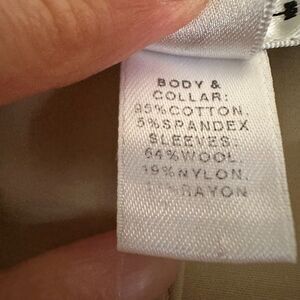 BODY &
COLLAR:
95%COTTON,
5%SPANDEX
SLEEVES:
64%WOOL,
19%NYLON,
RAYON